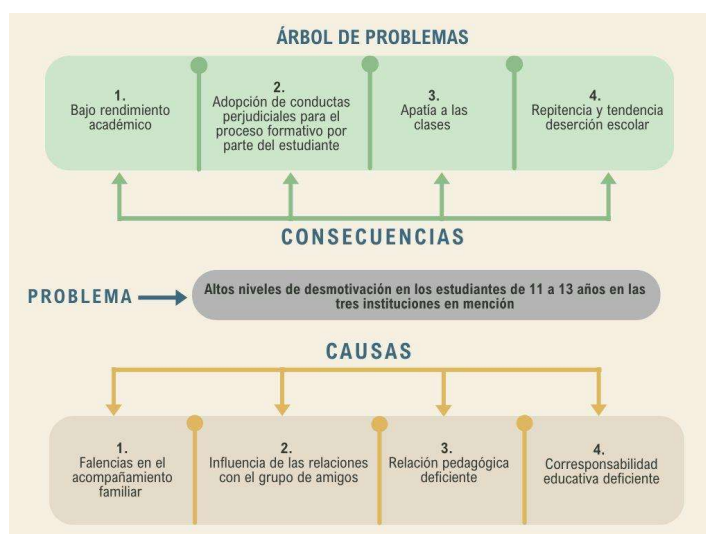 ÁRBOL DE PROBLEMAS
1.
Bajo rendimiento
académico
2.
Adopción de conductas
perjudiciales para el
proceso formativo por
parte del estudiante
3.
Apatía a las
clases
4.
Repitencia y tendencia
deserción escolar
CONSECUENCIAS
PROBLEMA
Altos niveles de desmotivación en los estudiantes de 11 a 13 años en las
tres instituciones en mención
CAUSAS
1.
Falencias en el
acompañamiento
familiar
2.
Influencia de las relaciones
con el grupo de amigos
3.
Relación pedagógica
deficiente
4.
Corresponsabilidad
educativa deficiente